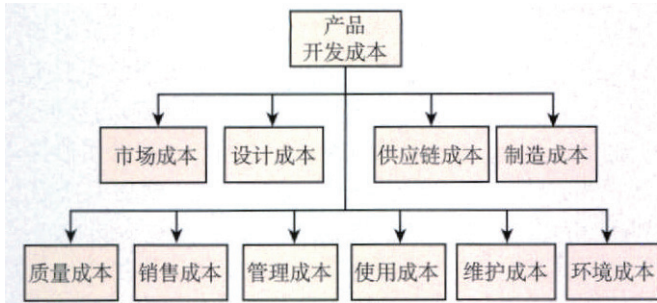 产品
开发成本
市场成本 设计成本 供应链成本 制造成本
质量成本 销售成本 管理成本 使用成本 维护成本 环境成本